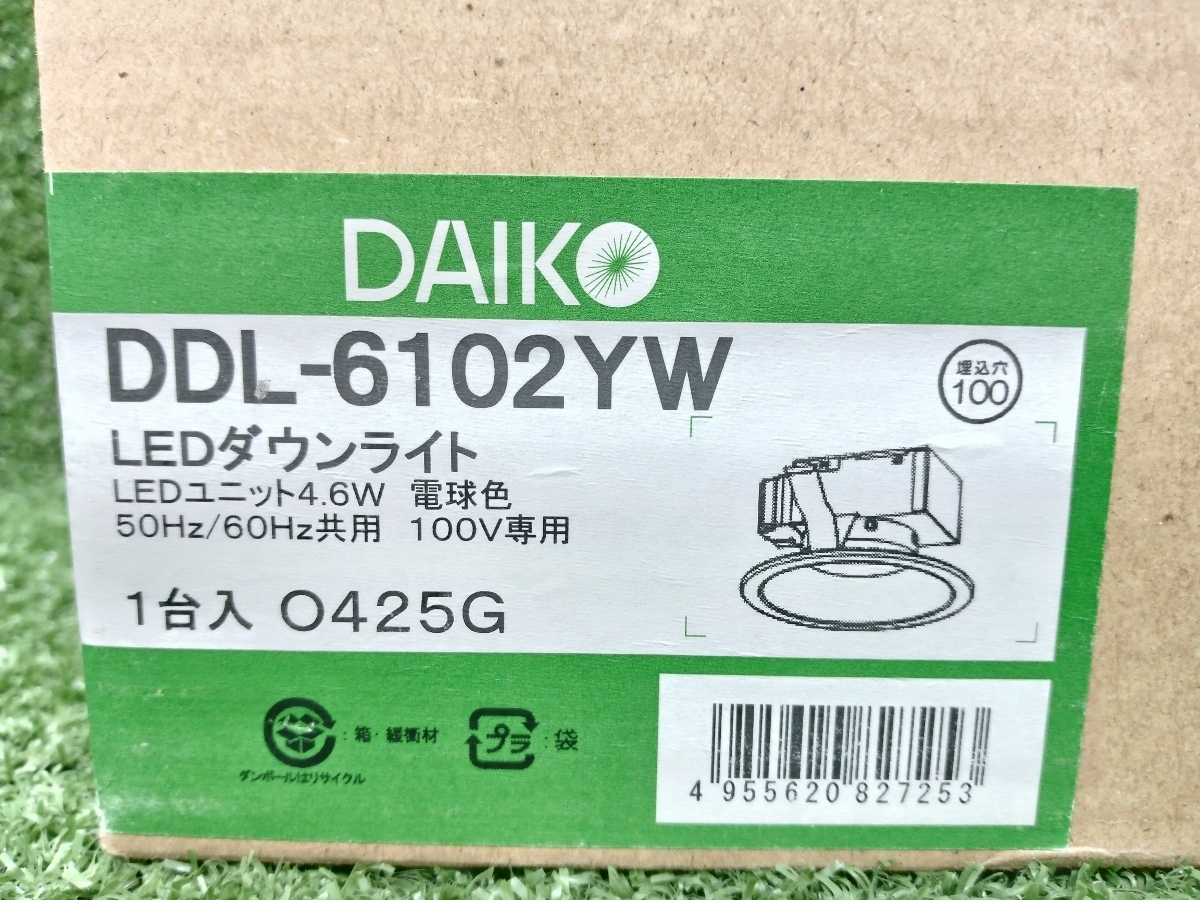 DAIKO
DDL-6102YW
埋込穴
100
LEDダウンライト
LEDユニット4.6W 電球色
50Hz/60Hz共用 100V専用
1台入 O425G
:箱・緩衝材
ダンボールはリサイクル
プラ
:袋
4 955620 827253